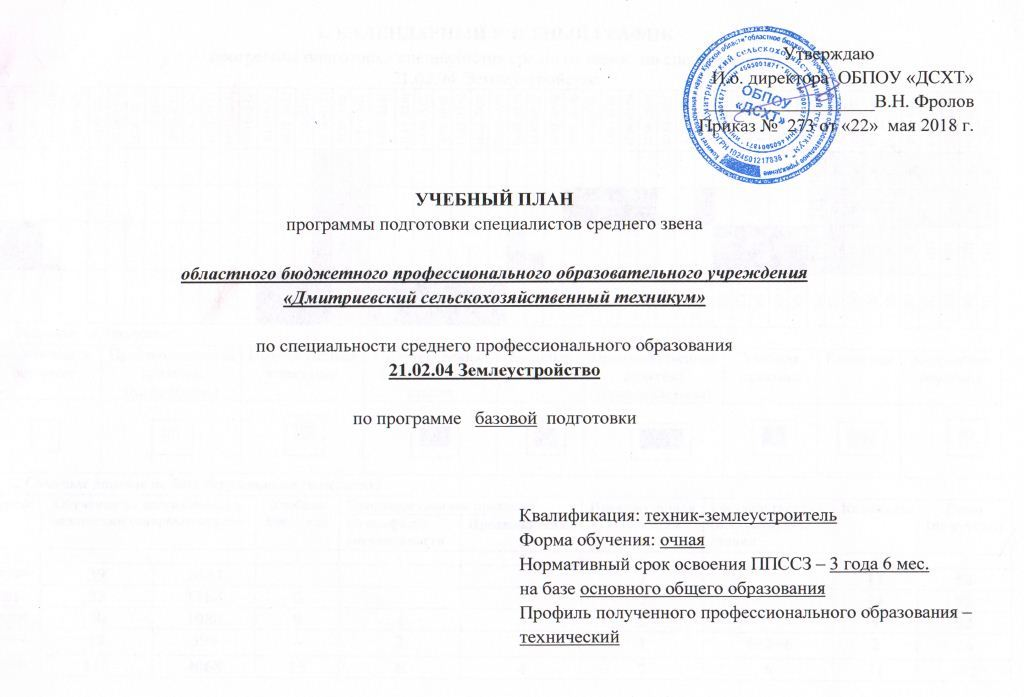 Утверждаю
И.о. директора ОБПОУ «ДСХТ»
В.Н. Фролов
Приказ № 273 от «22» мая 2018 г.
ОБПОУ
«ДСХТ»
УЧЕБНЫЙ ПЛАН
программы подготовки специалистов среднего звена
областного бюджетного профессионального образовательного учреждения
«Дмитриевский сельскохозяйственный техникум»
по специальности среднего профессионального образования
21.02.04 Землеустройство
по программе базовой подготовки
Квалификация: техник-землеустроитель
Форма обучения: очная
Нормативный срок освоения ППССЗ – 3 года 6 мес.
на базе основного общего образования
Профиль полученного профессионального образования –
технический